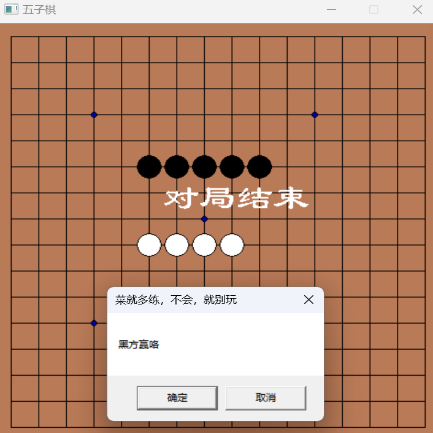 五子棋
对局结束
菜就多练，不会，就别玩
黑方赢咯
确定
取消